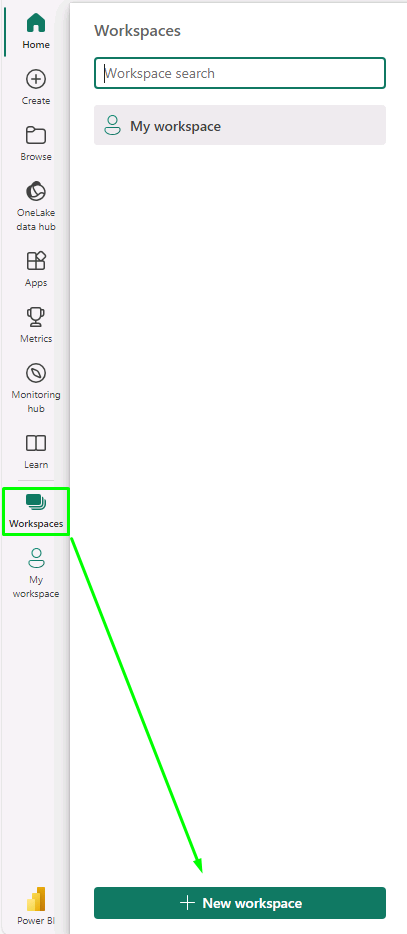 Home
Create
Browse
OneLake
data hub
Apps
Metrics
Monitoring
hub
Learn
Workspaces
My
workspace
Power BI
Workspaces
Workspace search
My workspace
New workspace